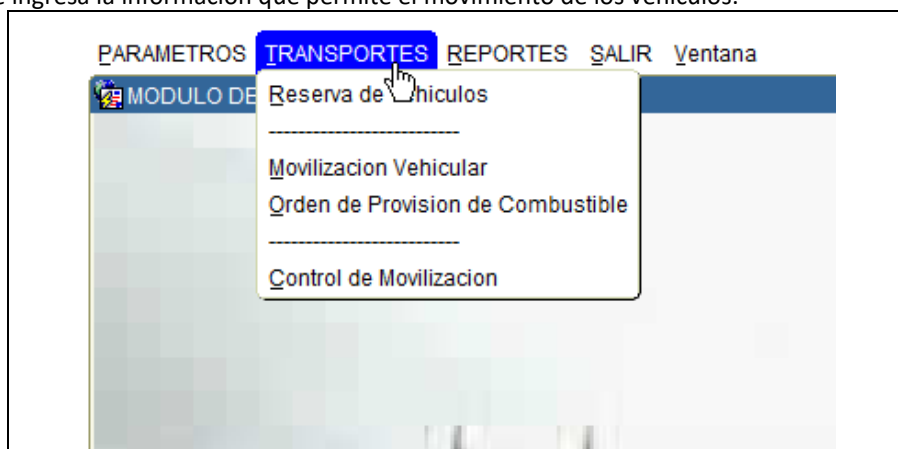 e ingresa la información que permite el movimiento de los vehículos.
PARAMETROS TRANSPORTES REPORTES SALIR Ventana
MODULO DE
Reserva de Vehiculos
--------------------------
Movilizacion Vehicular
Orden de Provision de Combustible
--------------------------
Control de Movilizacion